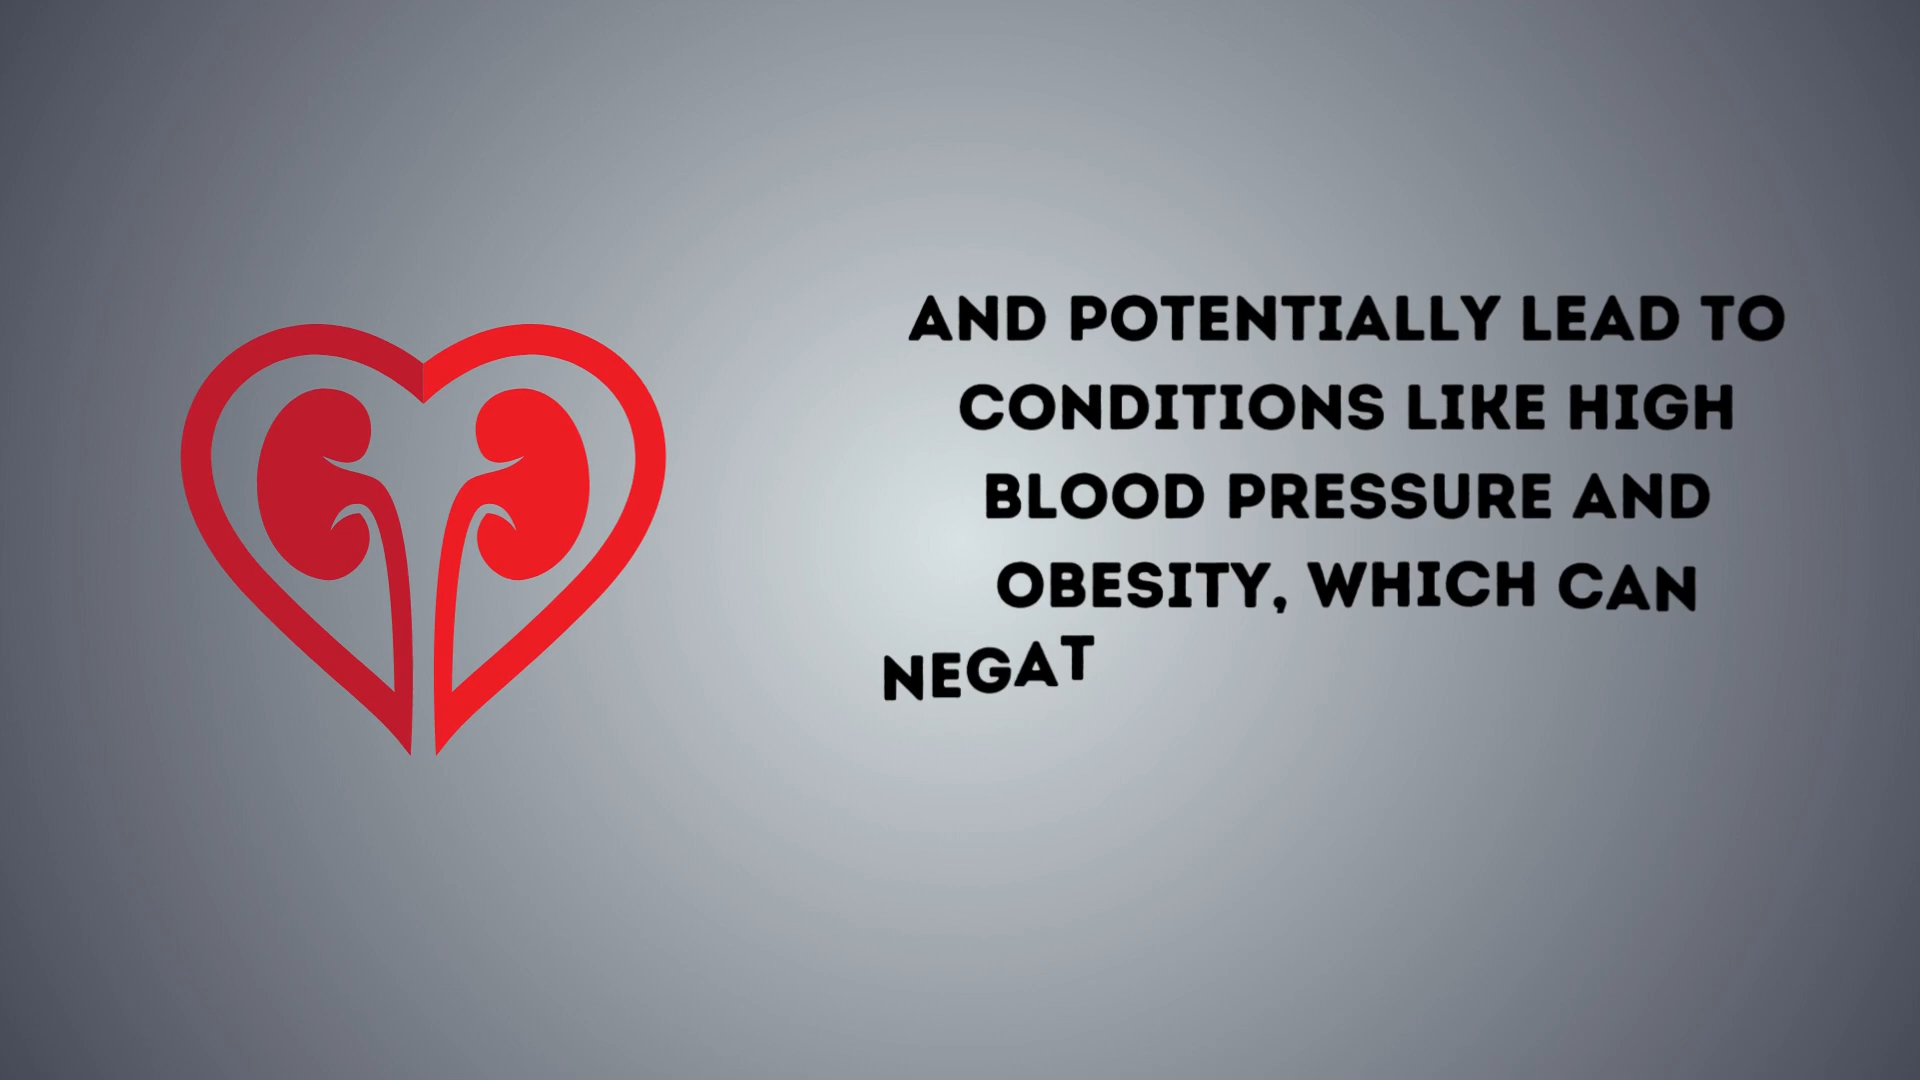 AND POTENTIALLY LEAD TO
CONDITIONS LIKE HIGH
BLOOD PRESSURE AND
OBESITY, WHICH CAN
NEGAT